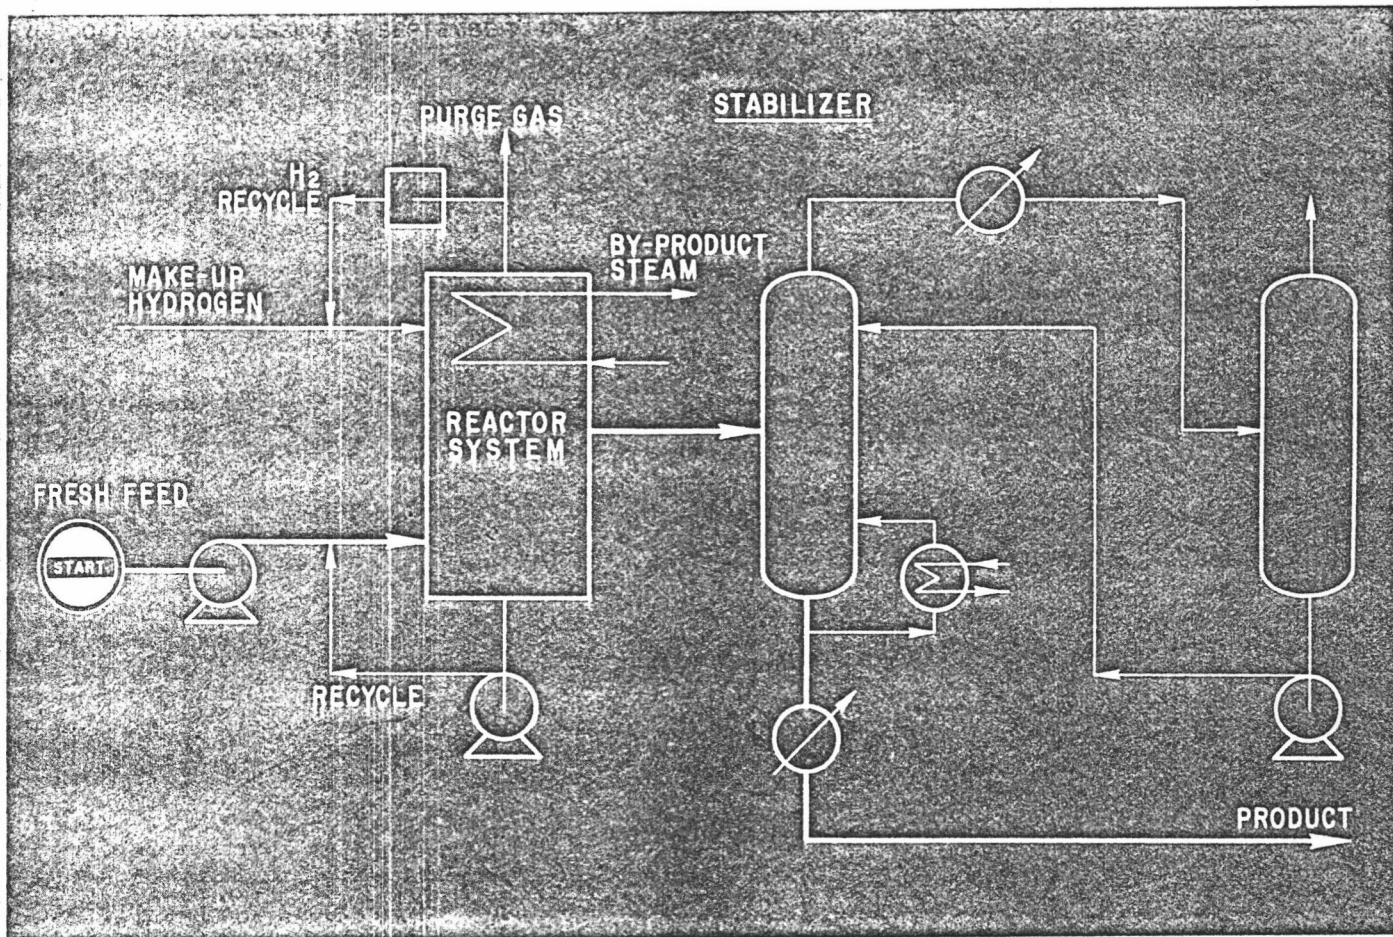 PURGE GAS
STABILIZER
H₂
RECYCLE
BY-PRODUCT
STEAM
MAKE-UP
HYDROGEN
REACTOR
SYSTEM
FRESH FEED
START
RECYCLE
PRODUCT